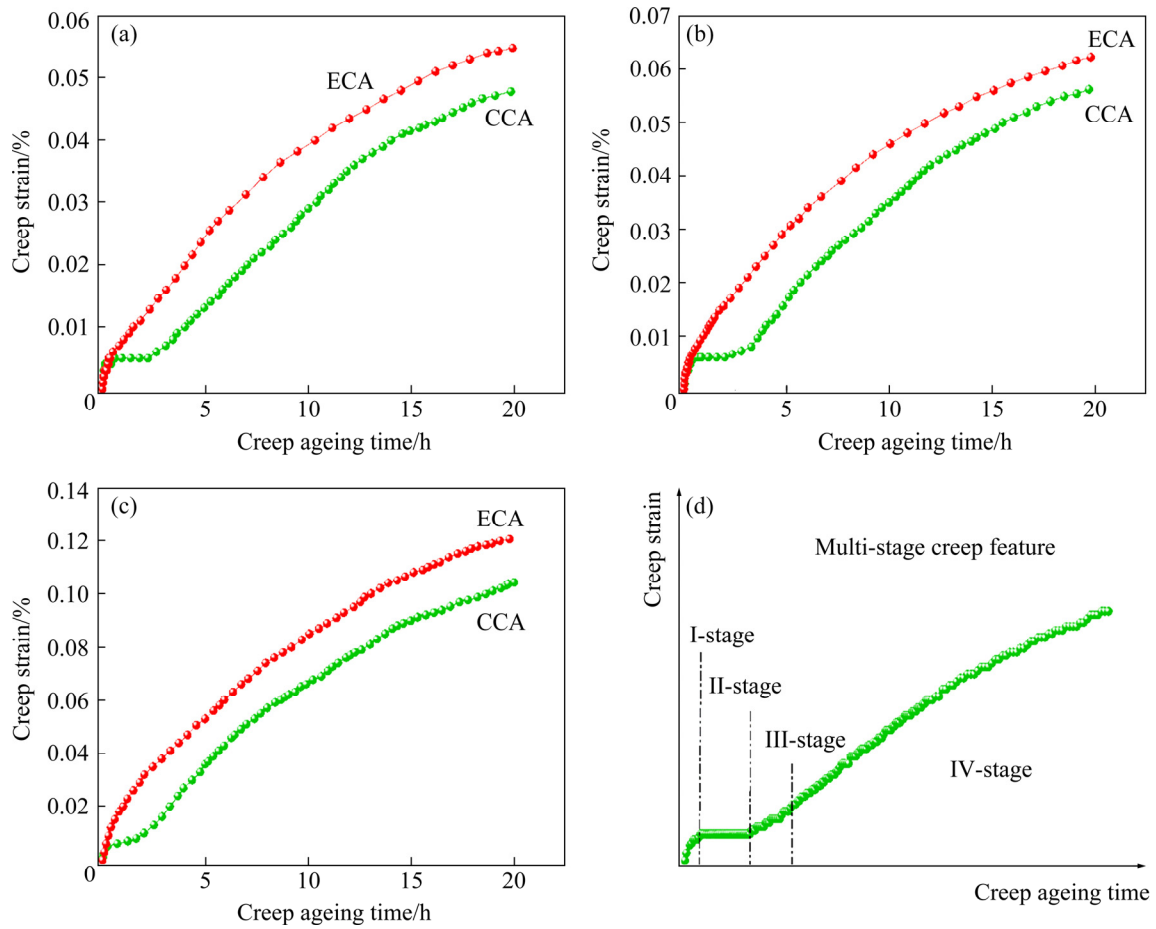 (a)
0.06
0.05
0.04
0.03
0.02
0.01
0
5
10
15
20
ECA
CCA
Creep strain/%
Creep ageing time/h
(b)
0.07
0.06
0.05
0.04
0.03
0.02
0.01
0
5
10
15
20
ECA
CCA
Creep strain/%
Creep ageing time/h
(c)
0.14
0.12
0.10
0.08
0.06
0.04
0.02
0
5
10
15
20
ECA
CCA
Creep strain/%
Creep ageing time/h
(d)
Multi-stage creep feature
I-stage
II-stage
III-stage
IV-stage
Creep strain
Creep ageing time